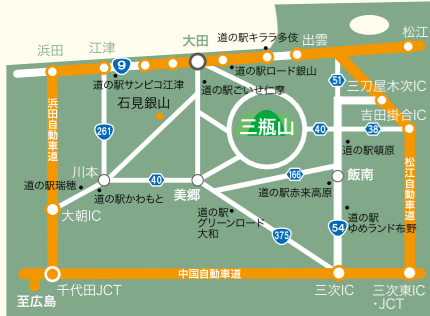 道の駅キララ多伎
松江
浜田
江津
大田
出雲
9
道の駅ロード銀山
道の駅サンピコ江津
道の駅ごいせ仁摩
51
三刀屋木次IC
石見銀山
吉田掛合IC
浜田自動車道
261
三瓶山
40
38
道の駅頓原
松江自動車道
川本
道の駅瑞穂
40
166
飯南
道の駅かわもと
美郷
道の駅赤来高原
大朝IC
道の駅
グリーンロード
大和
道の駅
ゆめランド布野
375
54
中国自動車道
千代田JCT
三次IC
三次東IC
・JCT
至広島